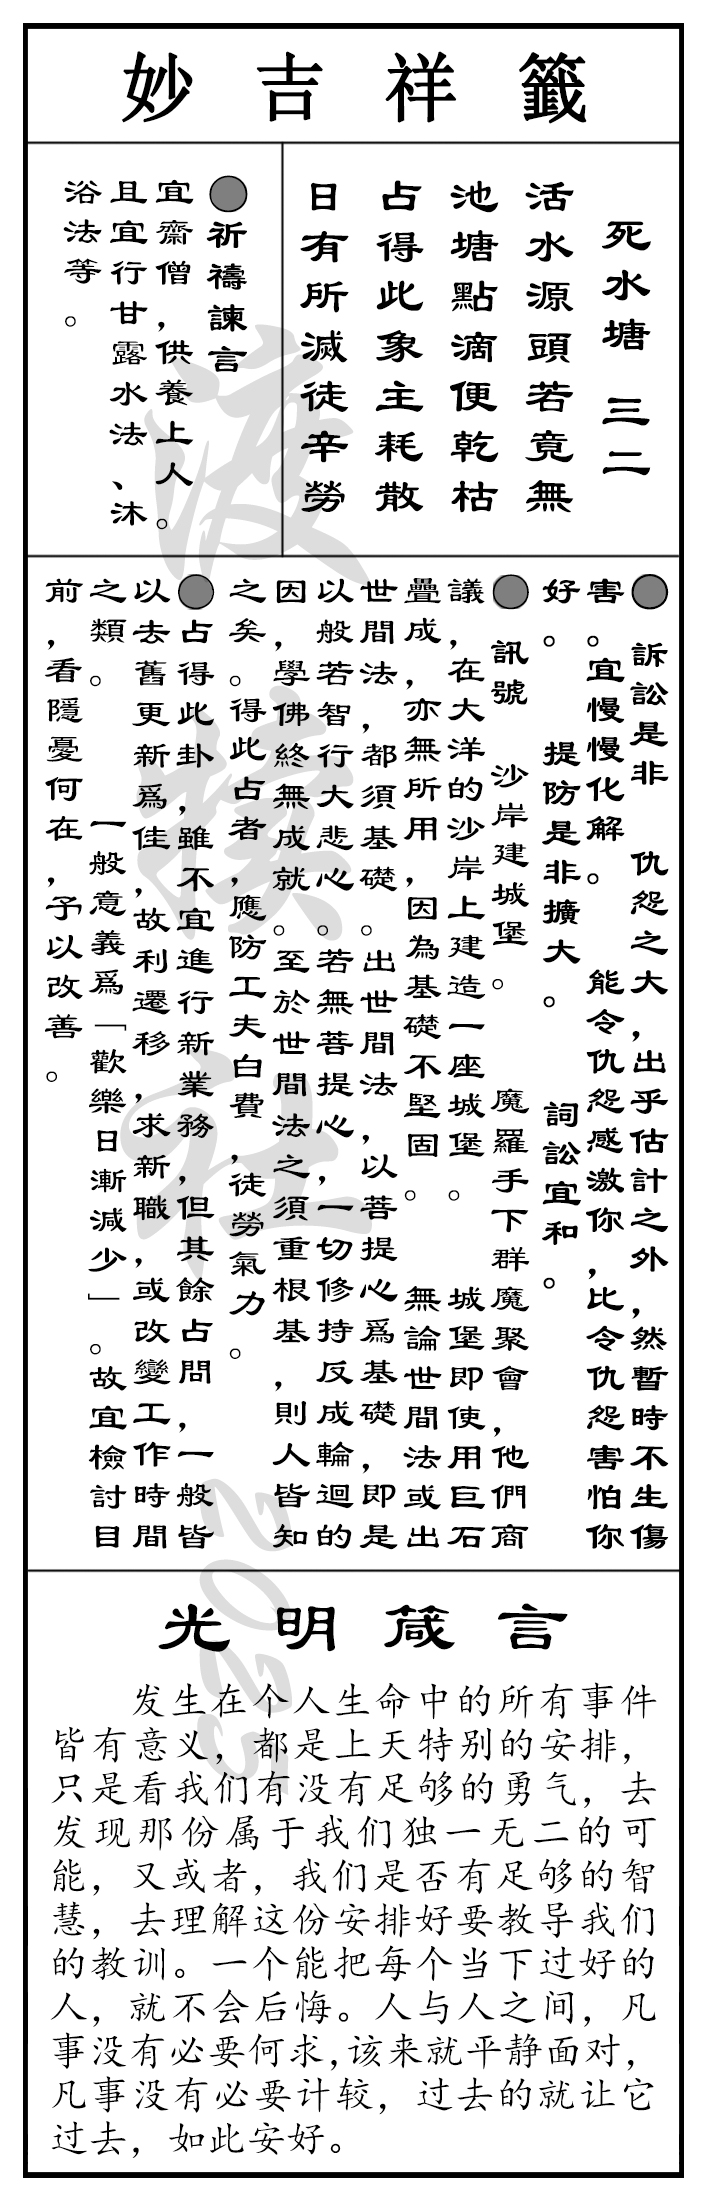 妙吉祥籤
死水塘 三二
活水源頭若竟無
池塘點滴便乾枯
占得此象主耗散
日有所滅徒辛勞
●祈禱諫言
宜齋僧，供養上人。
且宜行甘露水法、沐
浴法等。
● 訴訟是非 仇怨之大，出乎估計之外，然暫時不生傷
害。宜慢慢化解。 能令仇怨感激你，比令仇怨害怕你
好。 提防是非擴大。 詞訟宜和。
● 訊號 沙岸建城堡。 魔羅手下群魔聚會，他們商
議，在大洋的沙岸上建造一座城堡。 城堡即使用巨石
疊成，亦無所用，因為基礎不堅固。 無論世間法或出
世間法，都須基礎。出世間法，以菩提心爲基礎，即是
以般若智行大悲心。若無菩提心，一切修持反成輪迴的
因，學佛終無成就。至於世間法之須重根基，則人皆知
之矣。得此占者，應防工夫白費，徒勞氣力。
●占得此卦，雖不宜進行新業務，但其餘占問，一般皆
以去舊更新爲佳，故利遷移，求新職，或改變工作時間
之類。 一般意義爲「歡樂日漸減少」。故宜檢討目
前，看隱憂何在，予以改善。
光明箴言
发生在个人生命中的所有事件
皆有意义，都是上天特别的安排，
只是看我们有没有足够的勇气，去
发现那份属于我们独一无二的可
能，又或者，我们是否有足够的智
慧，去理解这份安排好要教导我们
的教训。一个能把每个当下过好的
人，就不会后悔。人与人之间，凡
事没有必要何求,该来就平静面对，
凡事没有必要计较，过去的就让它
过去，如此安好。
渡猴社2025